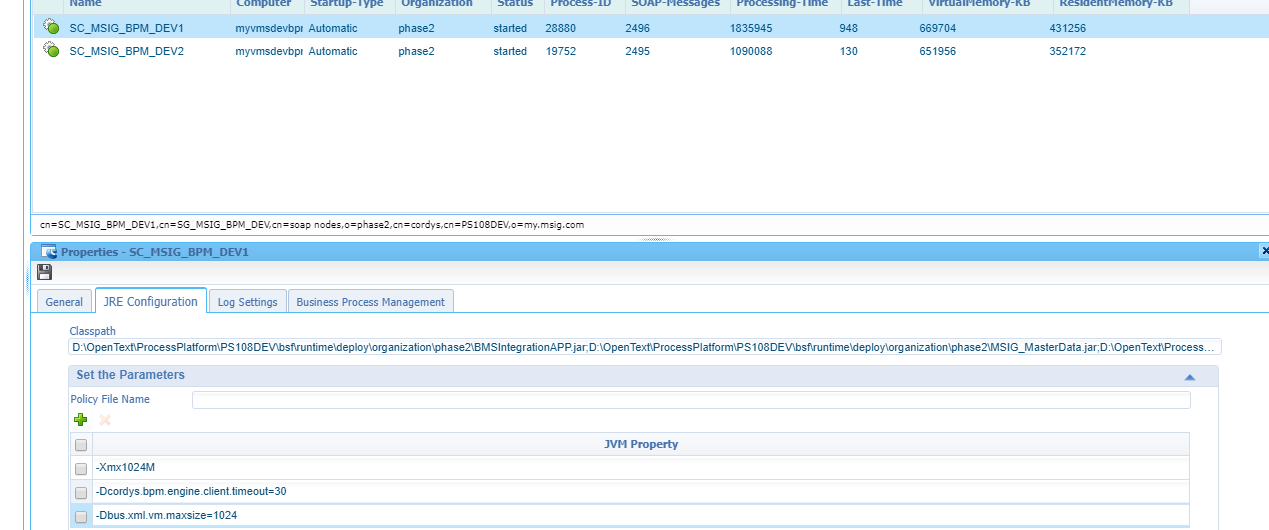 Name Computer Startup-Type Organization Status Process-ID SOAP-Messages Processing-Time Last-Time VirtualMemory-KB ResidentMemory-KB
SC_MSIG_BPM_DEV1 myvmsdevbpr Automatic phase2 started 28880 2496 1835945 948 669704 431256
SC_MSIG_BPM_DEV2 myvmsdevbpr Automatic phase2 started 19752 2495 1090088 130 651956 352172
cn=SC_MSIG_BPM_DEV1,cn=SG_MSIG_BPM_DEV,cn=soap nodes,o=phase2,cn=cordys,cn=PS108DEV,o=my.msig.com
Properties - SC_MSIG_BPM_DEV1
General JRE Configuration Log Settings Business Process Management
Classpath
D:\OpenText\ProcessPlatform\PS108DEV\bsf\runtime\deploy\organization\phase2\BMSIntegrationAPP.jar;D:\OpenText\ProcessPlatform\PS108DEV\bsf\runtime\deploy\organization\phase2\MSIG_MasterData.jar;D:\OpenText\Process...
Set the Parameters
Policy File Name
JVM Property
-Xmx1024M
-Dcordys.bpm.engine.client.timeout=30
-Dbus.xml.vm.maxsize=1024